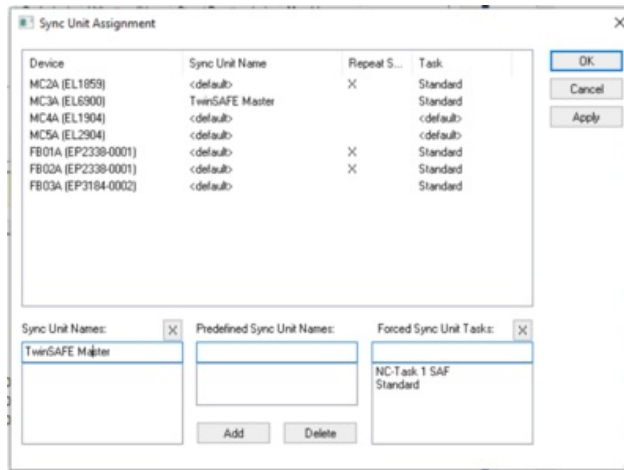 Sync Unit Assignment
Device Sync Unit Name Repeat S... Task
MC2A (EL1859) <default> X Standard
MC3A (EL6900) TwinSAFE Master Standard
MC4A (EL1904) <default> <default>
MC5A (EL2904) <default> <default>
FB01A (EP2338-0001) <default> X Standard
FB02A (EP2338-0001) <default> X Standard
FB03A (EP3184-0002) <default> Standard
OK
Cancel
Apply
Sync Unit Names: X Predefined Sync Unit Names: Forced Sync Unit Tasks: X
TwinSAFE Master
NC-Task 1 SAF
Standard
Add Delete